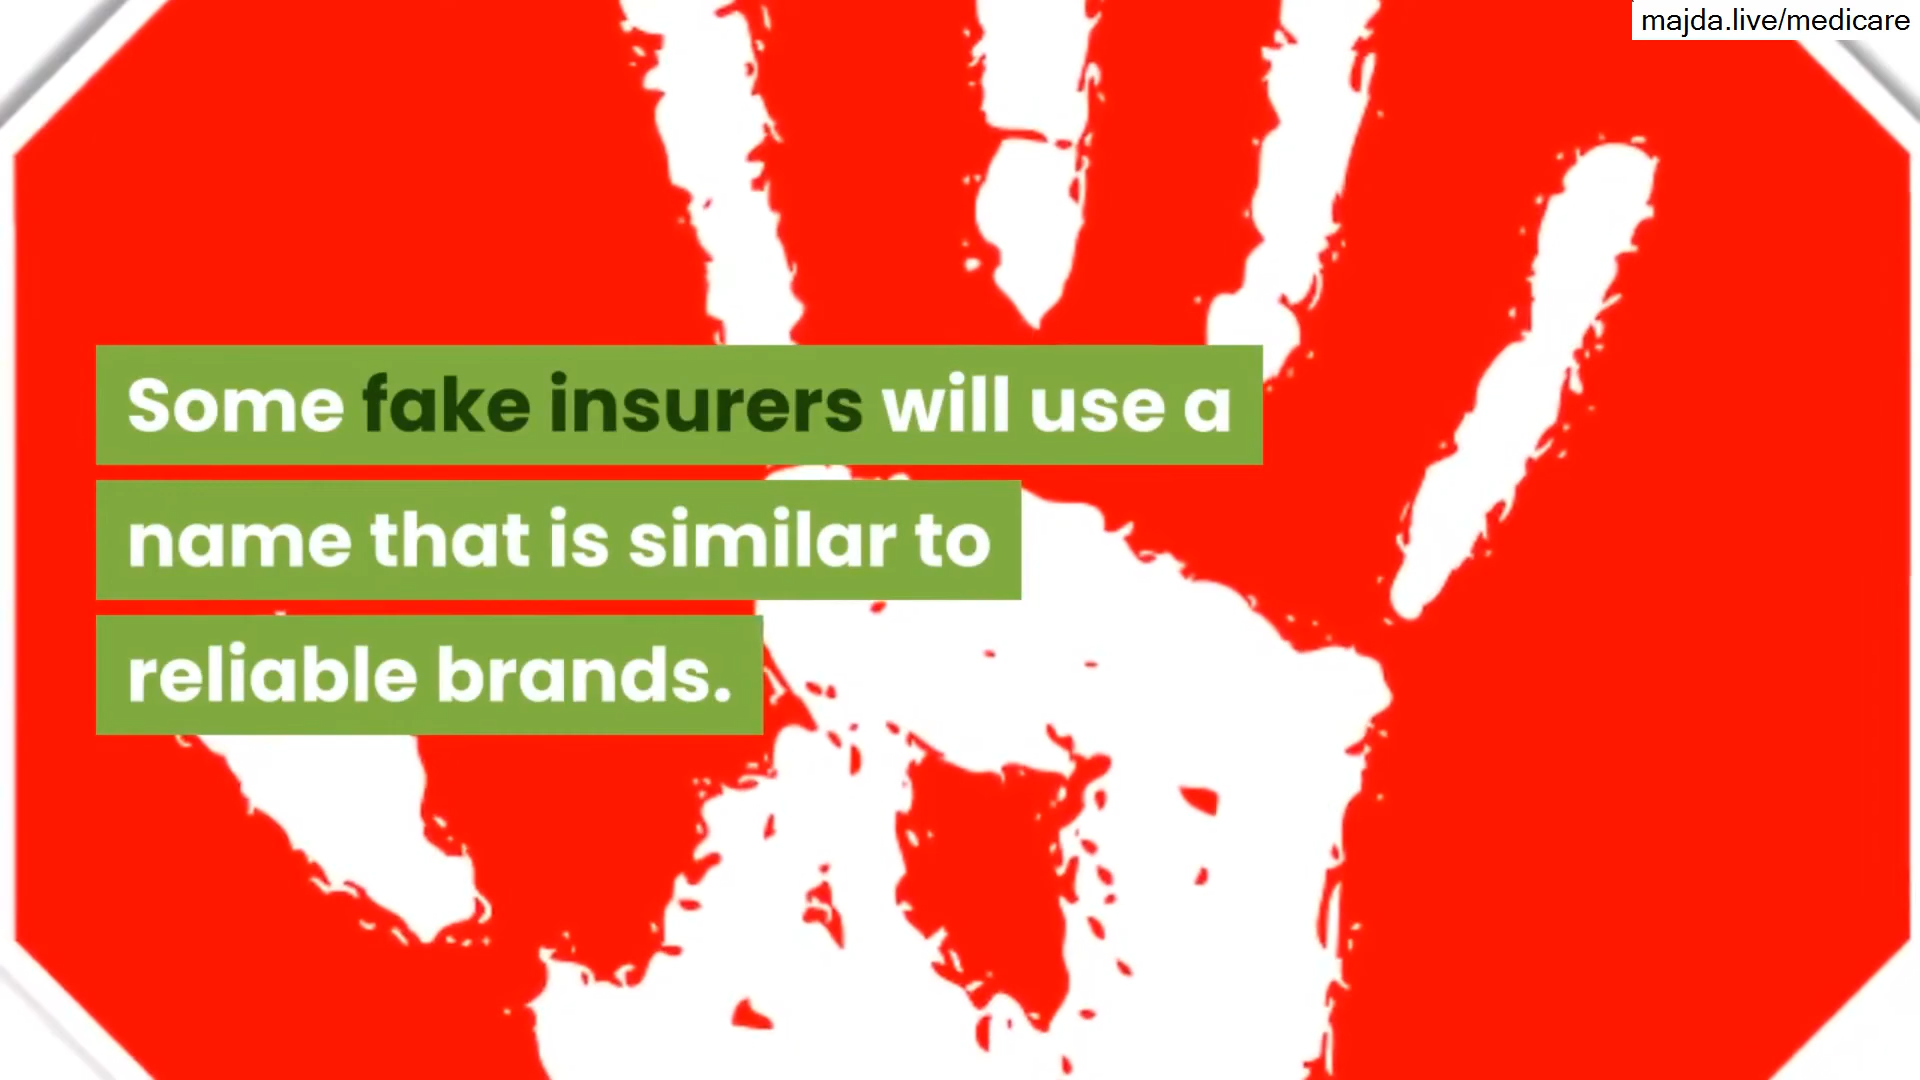 majda.live/medicare
Some fake insurers will use a
name that is similar to
reliable brands.